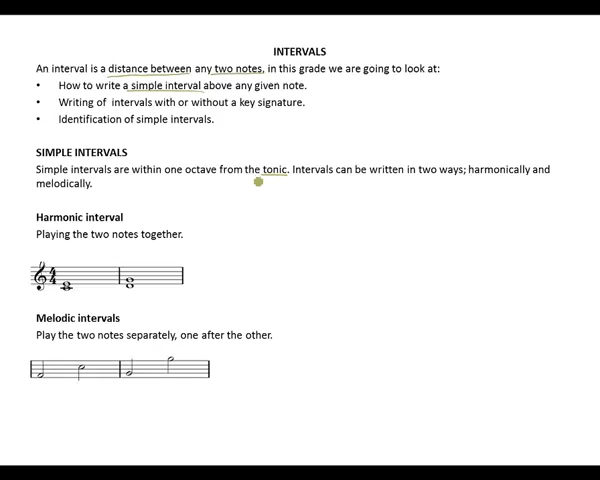 INTERVALS
An interval is a distance between any two notes, in this grade we are going to look at:
• How to write a simple interval above any given note.
• Writing of intervals with or without a key signature.
• Identification of simple intervals.
SIMPLE INTERVALS
Simple intervals are within one octave from the tonic. Intervals can be written in two ways; harmonically and
melodically.
Harmonic interval
Playing the two notes together.
4
4
Melodic intervals
Play the two notes separately, one after the other.